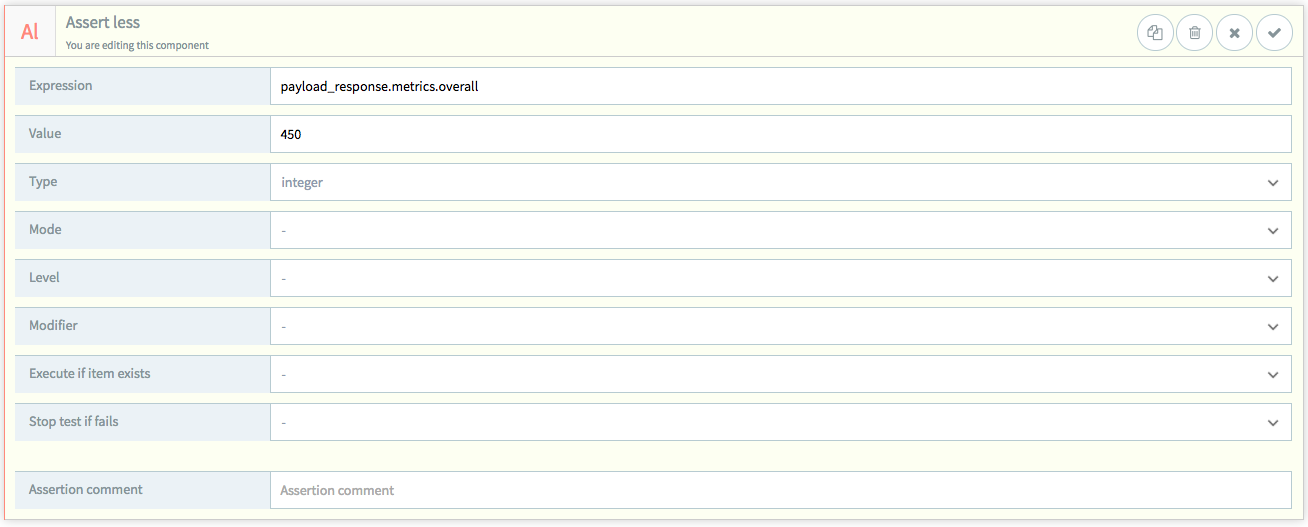 Al
Assert less
You are editing this component
Expression
payload_response.metrics.overall
Value
450
Type
integer
Mode
-
Level
-
Modifier
-
Execute if item exists
-
Stop test if fails
-
Assertion comment
Assertion comment